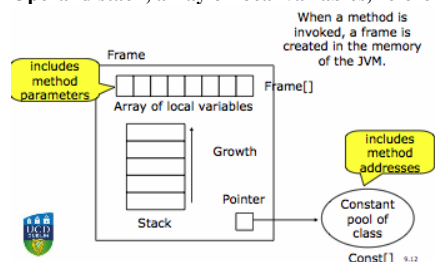 When a method is
invoked, a frame is
created in the memory
of the JVM.
Frame
includes
method
parameters
Frame[]
Array of local variables
Growth
includes
method
addresses
Pointer
Stack
Constant
pool of
class
UCD
DUBLIN
Const[] 9.12